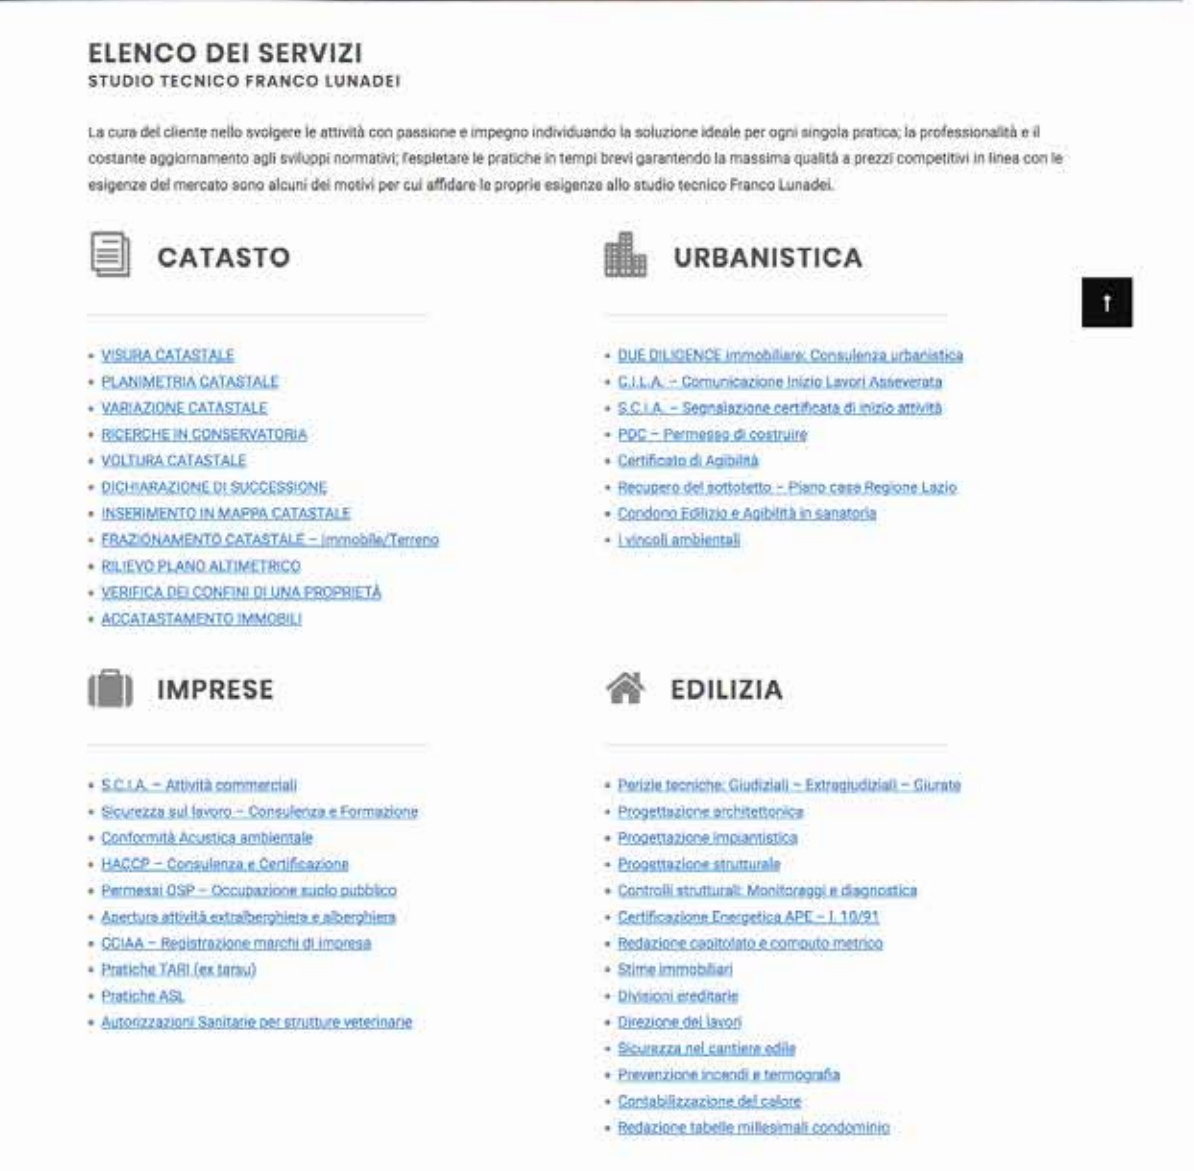 ELENCO DEI SERVIZI
STUDIO TECNICO FRANCO LUNADEI
La cura del cliente nello svolgere le attività con passione e impegno individuando la soluzione ideale per ogni singola pratica; la professionalità e il
costante aggiornamento agli sviluppi normativi; l'espletare le pratiche in tempi brevi garantendo la massima qualità a prezzi competitivi in linea con le
esigenze del mercato sono alcuni dei motivi per cui affidare le proprie esigenze allo studio tecnico Franco Lunadei.
CATASTO
• VISURA CATASTALE
• PLANIMETRIA CATASTALE
• VARIAZIONE CATASTALE
• RICERCHE IN CONSERVATORIA
• VOLTURA CATASTALE
• DICHIARAZIONE DI SUCCESSIONE
• INSERIMENTO IN MAPPA CATASTALE
• FRAZIONAMENTO CATASTALE – Immobile/Terreno
• RILIEVO PLANO ALTIMETRICO
• VERIFICA DEI CONFINI DI UNA PROPRIETÀ
• ACCATASTAMENTO IMMOBILI
URBANISTICA
• DUE DILIGENCE immobiliare: Consulenza urbanistica
• C.I.L.A. – Comunicazione Inizio Lavori Asseverata
• S.C.I.A. – Segnalazione certificata di inizio attività
• PDC – Permesso di costruire
• Certificato di Agibilità
• Recupero del sottotetto – Piano casa Regione Lazio
• Condono Edilizio e Agibilità in sanatoria
• I vincoli ambientali
↑
IMPRESE
• S.C.I.A. – Attività commerciali
• Sicurezza sul lavoro – Consulenza e Formazione
• Conformità Acustica ambientale
• HACCP – Consulenza e Certificazione
• Permessi OSP – Occupazione suolo pubblico
• Apertura attività extralberghiera e alberghiera
• CCIAA – Registrazione marchi di impresa
• Pratiche TARI (ex tarsu)
• Pratiche ASL
• Autorizzazioni Sanitarie per strutture veterinarie
EDILIZIA
• Perizie tecniche: Giudiziali – Extragiudiziali – Giurate
• Progettazione architettonica
• Progettazione impiantistica
• Progettazione strutturale
• Controlli strutturali: Monitoraggi e diagnostica
• Certificazione Energetica APE – l. 10/91
• Redazione capitolato e computo metrico
• Stime immobiliari
• Divisioni ereditarie
• Direzione dei lavori
• Sicurezza nel cantiere edile
• Prevenzione incendi e termografia
• Contabilizzazione del calore
• Redazione tabelle millesimali condominio